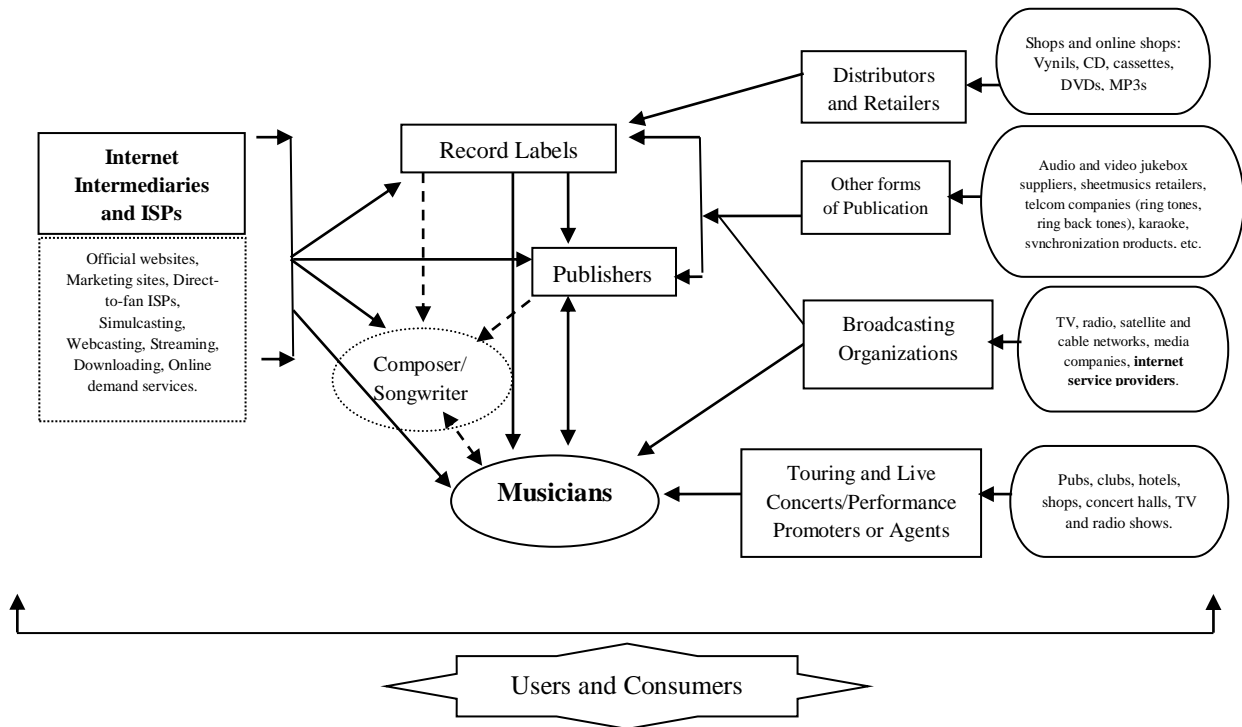 Internet
Intermediaries
and ISPs
Official websites,
Marketing sites, Direct-
to-fan ISPs,
Simulcasting,
Webcasting, Streaming,
Downloading, Online
demand services.
Record Labels
Publishers
Composer/
Songwriter
Musicians
Distributors
and Retailers
Other forms
of Publication
Broadcasting
Organizations
Touring and Live
Concerts/Performance
Promoters or Agents
Shops and online shops:
Vynils, CD, cassettes,
DVDs, MP3s
Audio and video jukebox
suppliers, sheetmusics retailers,
telcom companies (ring tones,
ring back tones), karaoke,
synchronization products. etc.
TV, radio, satellite and
cable networks, media
companies, internet
service providers.
Pubs, clubs, hotels,
shops, concert halls, TV
and radio shows.
Users and Consumers